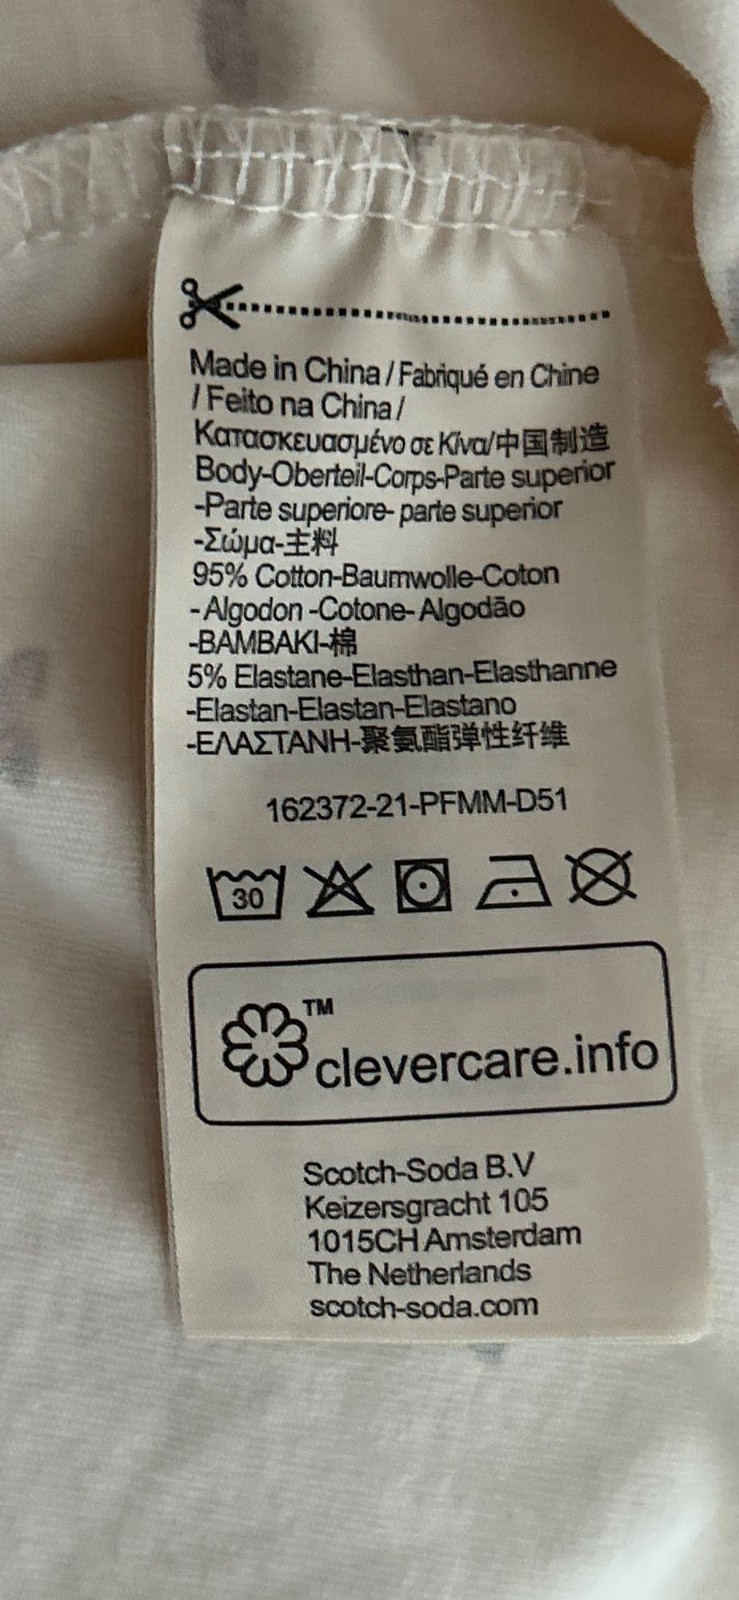 Made in China / Fabriqué en Chine
/ Feito na China /
Κατασκευασμένο σε Κίνα/中国制造
Body-Oberteil-Corps-Parte superior
-Parte superiore- parte superior
-Σώμα-主料
95% Cotton-Baumwolle-Coton
- Algodon -Cotone- Algodão
-BAMBAKI-棉
5% Elastane-Elasthan-Elasthanne
-Elastan-Elastan-Elastano
-ΕΛΑΣΤΑΝΗ-聚氨酯弹性纤维
162372-21-PFMM-D51
30
TM
clevercare.info
Scotch-Soda B.V
Keizersgracht 105
1015CH Amsterdam
The Netherlands
scotch-soda.com